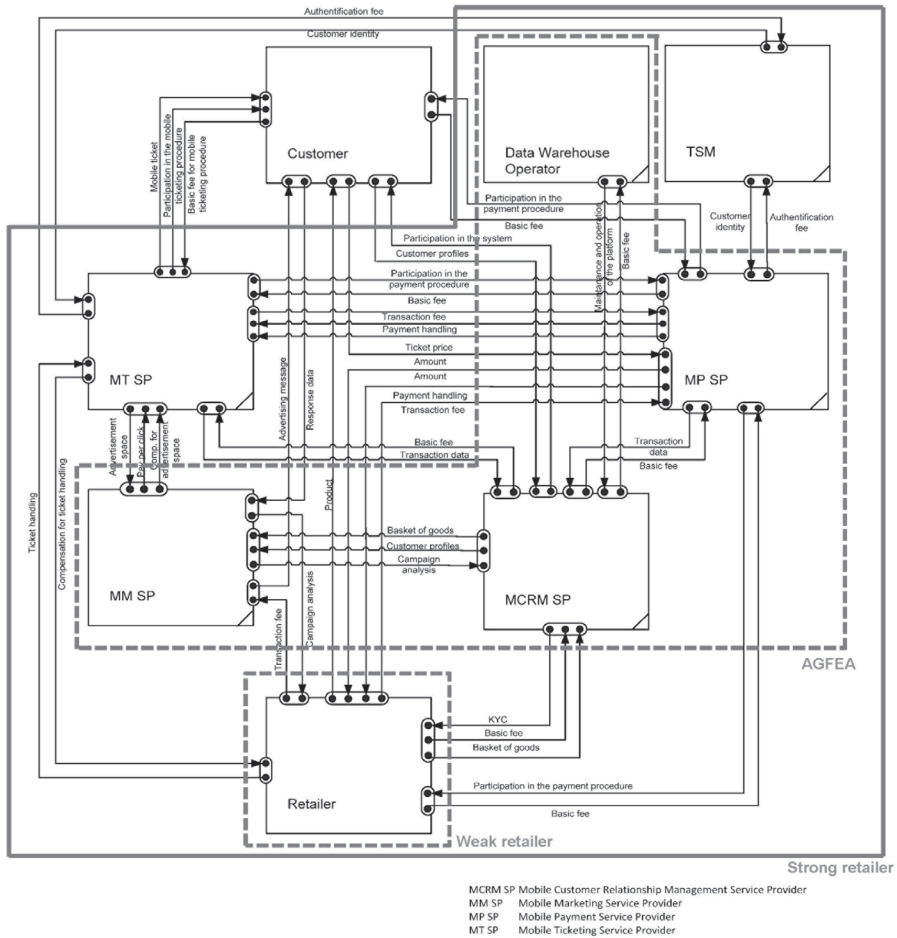 Authentification fee
Customer identity
Customer
Data Warehouse
Operator
TSM
Mobile ticket
Participation in the mobile
ticketing procedure
Basic fee for mobile
ticketing procedure
Participation in the
payment procedure
Basic fee
Customer
identity
Authentification
fee
Participation in the system
Customer profiles
Maintenance and operation
of the platform
Basic fee
Participation in the
payment procedure
Basic fee
Transaction fee
Payment handling
Ticket price
Amount
Amount
Payment handling
Transaction fee
MT SP
MP SP
Advertising message
Response data
Advertisement
space
Pay per click
Comp. for
advertisement
space
Basic fee
Transaction data
Transaction
data
Basic fee
Ticket handling
Compensation for ticket handling
Product
Basket of goods
Customer profiles
Campaign
analysis
MM SP
MCRM SP
Transaction fee
Campaign analysis
AGFEA
KYC
Basic fee
Basket of goods
Retailer
Participation in the payment procedure
Basic fee
Weak retailer
Strong retailer
MCRM SP Mobile Customer Relationship Management Service Provider
MM SP Mobile Marketing Service Provider
MP SP Mobile Payment Service Provider
MT SP Mobile Ticketing Service Provider